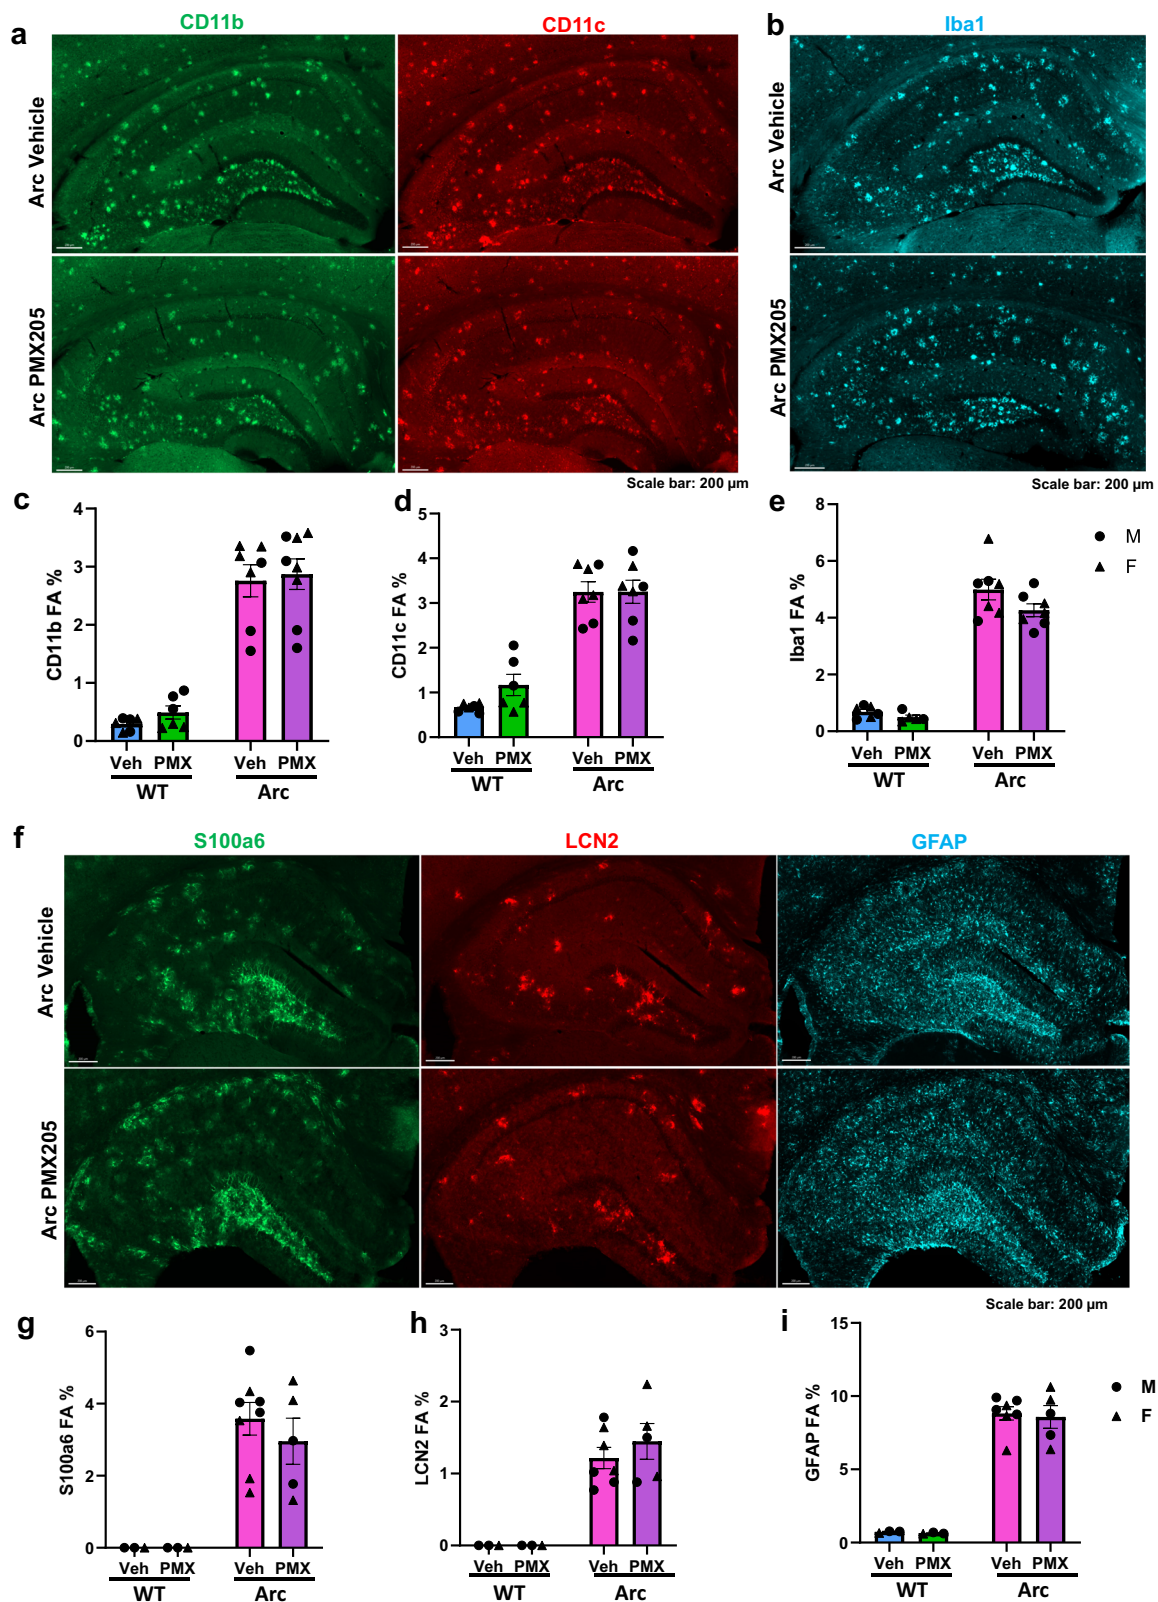 a
CD11b
CD11c
b
Iba1
Arc Vehicle
Arc Vehicle
Arc PMX205
Arc PMX205
Scale bar: 200 µm
Scale bar: 200 µm
c
CD11b FA %
4
3
2
1
0
Veh PMX
Veh PMX
WT
Arc
d
CD11c FA %
5
4
3
2
1
0
Veh PMX
Veh PMX
WT
Arc
e
Iba1 FA %
8
6
4
2
0
Veh PMX
Veh PMX
WT
Arc
M
F
f
S100a6
LCN2
GFAP
Arc Vehicle
Arc PMX205
Scale bar: 200 µm
g
S100a6 FA %
6
4
2
0
Veh PMX
Veh PMX
WT
Arc
h
LCN2 FA %
3
2
1
0
Veh PMX
Veh PMX
WT
Arc
i
GFAP FA %
15
10
5
0
Veh PMX
Veh PMX
WT
Arc
M
F